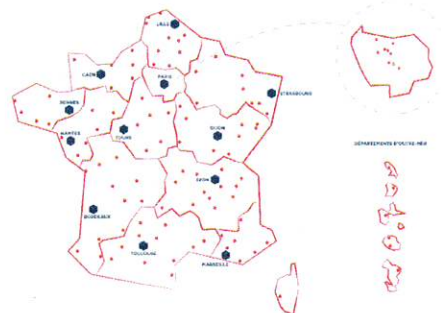 LILLE
CAEN
PARIS
STRASBOURG
RENNES
NANTES
TOURS
DIJON
DÉPARTEMENTS D'OUTRE-MER
LYON
BORDEAUX
TOULOUSE
MARSEILLE